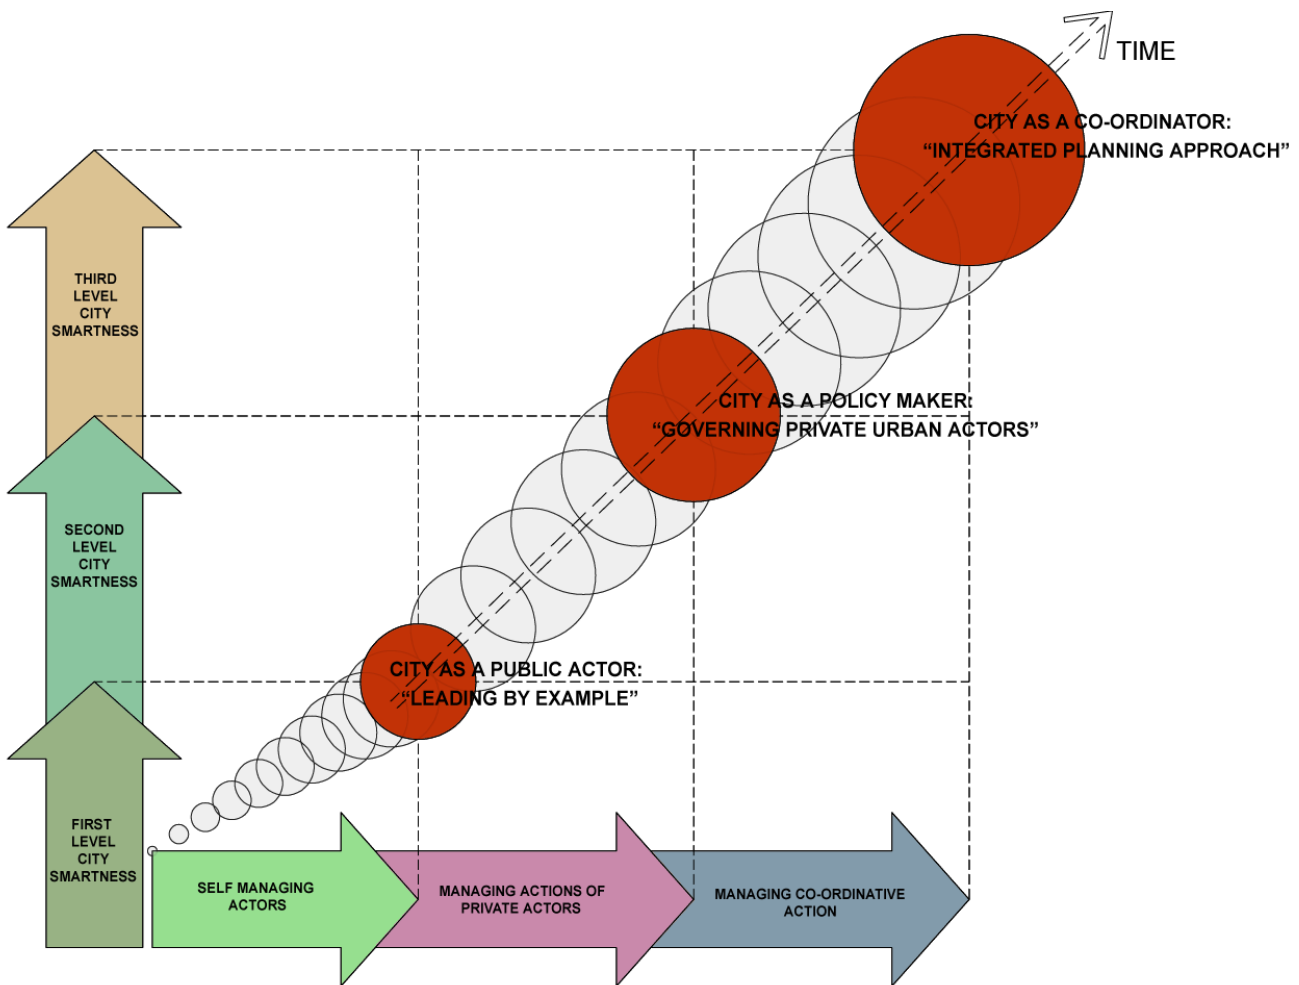 TIME
CITY AS A CO-ORDINATOR:
“INTEGRATED PLANNING APPROACH”
THIRD
LEVEL
CITY
SMARTNESS
CITY AS A POLICY MAKER:
“GOVERNING PRIVATE URBAN ACTORS”
SECOND
LEVEL
CITY
SMARTNESS
CITY AS A PUBLIC ACTOR:
“LEADING BY EXAMPLE”
FIRST
LEVEL
CITY
SMARTNESS
SELF MANAGING
ACTORS
MANAGING ACTIONS OF
PRIVATE ACTORS
MANAGING CO-ORDINATIVE
ACTION